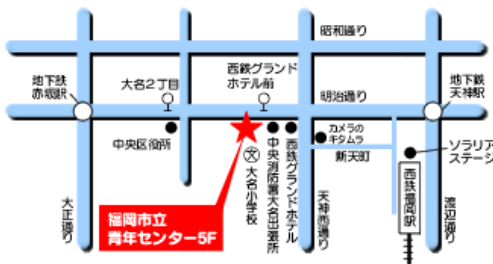 昭和通り
地下鉄
赤坂駅
大名2丁目
西鉄グランド
ホテル前
明治通り
地下鉄
天神駅
中央区役所
文
大名小学校
中央消防署大名出張所
西鉄グランドホテル
カメラの
キタムラ
新天町
ソラリア
ステージ
西鉄福岡駅
大正通り
天神西通り
渡辺通り
福岡市立
青年センター5F